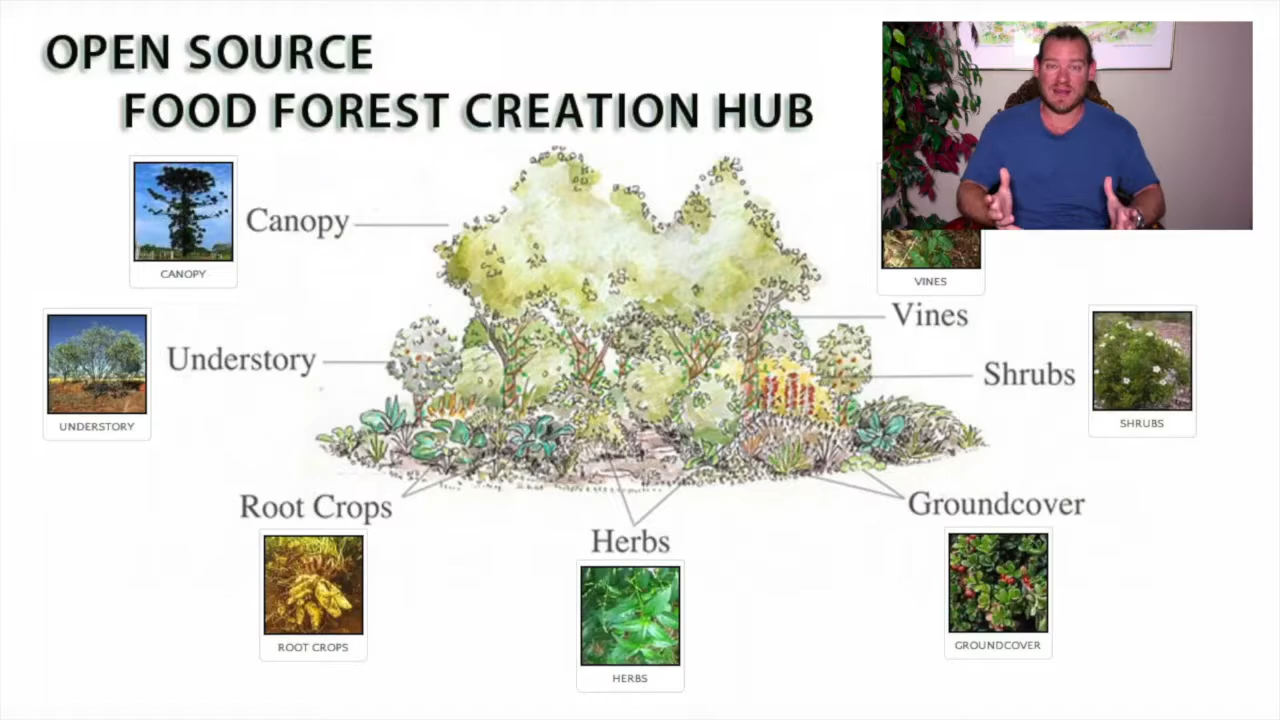 OPEN SOURCE
FOOD FOREST CREATION HUB
CANOPY
Canopy
VINES
Vines
UNDERSTORY
Understory
Shrubs
SHRUBS
Root Crops
ROOT CROPS
Herbs
HERBS
Groundcover
GROUNDCOVER